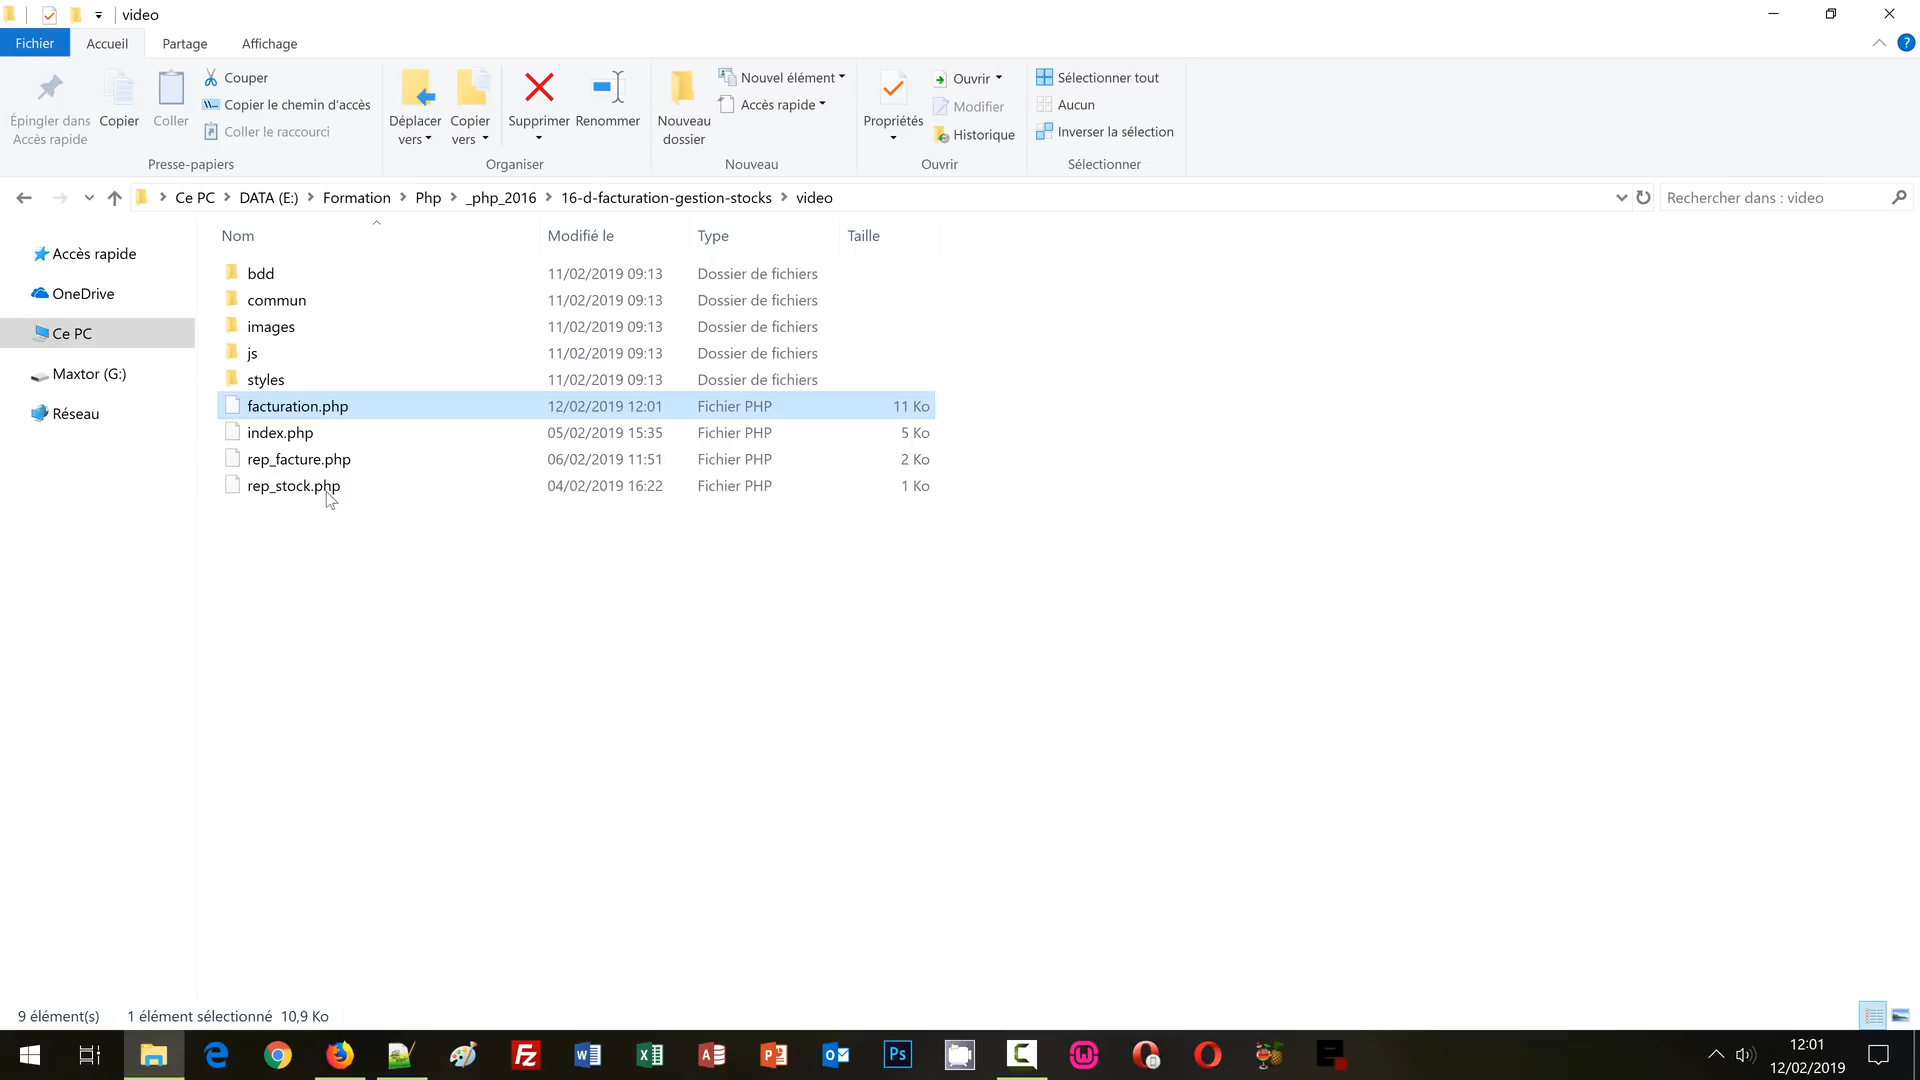 video
Fichier Accueil Partage Affichage
Épingler dans Accès rapide
Copier
Coller
Couper
Copier le chemin d'accès
Coller le raccourci
Presse-papiers
Déplacer vers
Copier vers
Supprimer
Renommer
Organiser
Nouveau dossier
Nouvel élément
Accès rapide
Nouveau
Propriétés
Ouvrir
Modifier
Historique
Ouvrir
Sélectionner tout
Aucun
Inverser la sélection
Sélectionner
Ce PC > DATA (E:) > Formation > Php > _php_2016 > 16-d-facturation-gestion-stocks > video
Rechercher dans : video
Accès rapide
OneDrive
Ce PC
Maxtor (G:)
Réseau
Nom Modifié le Type Taille
bdd 11/02/2019 09:13 Dossier de fichiers
commun 11/02/2019 09:13 Dossier de fichiers
images 11/02/2019 09:13 Dossier de fichiers
js 11/02/2019 09:13 Dossier de fichiers
styles 11/02/2019 09:13 Dossier de fichiers
facturation.php 12/02/2019 12:01 Fichier PHP 11 Ko
index.php 05/02/2019 15:35 Fichier PHP 5 Ko
rep_facture.php 06/02/2019 11:51 Fichier PHP 2 Ko
rep_stock.php 04/02/2019 16:22 Fichier PHP 1 Ko
9 élément(s) 1 élément sélectionné 10,9 Ko
12:01
12/02/2019